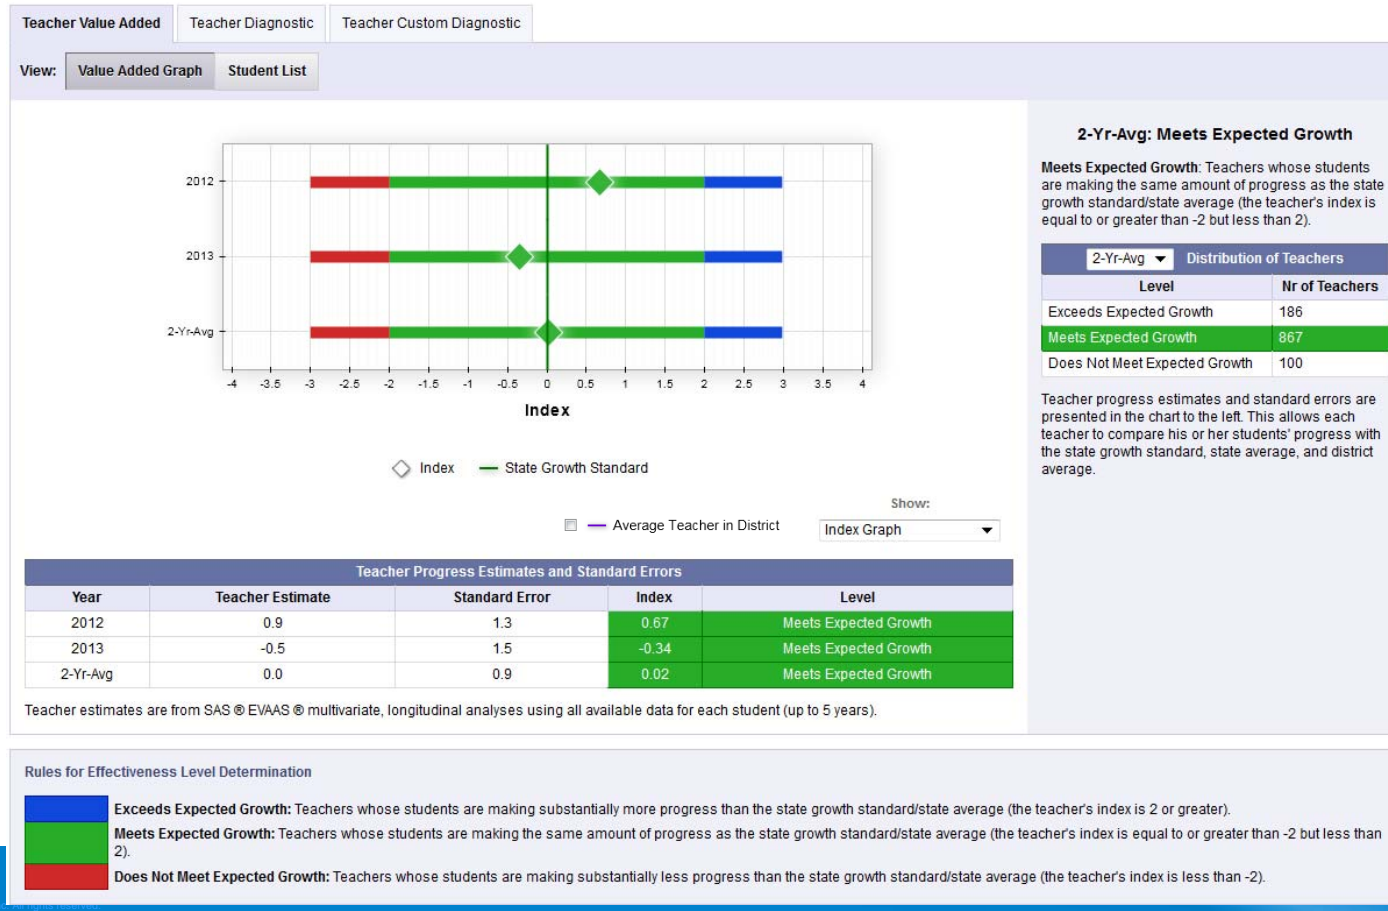 Teacher Value Added
Teacher Diagnostic
Teacher Custom Diagnostic
View:
Value Added Graph
Student List
2012
2013
2-Yr-Avg
-4 -3.5 -3 -2.5 -2 -1.5 -1 -0.5 0 0.5 1 1.5 2 2.5 3 3.5 4
Index
Index
State Growth Standard
Show:
Average Teacher in District
Index Graph
Teacher Progress Estimates and Standard Errors
Year Teacher Estimate Standard Error Index Level
2012 0.9 1.3 0.67 Meets Expected Growth
2013 -0.5 1.5 -0.34 Meets Expected Growth
2-Yr-Avg 0.0 0.9 0.02 Meets Expected Growth
Teacher estimates are from SAS ® EVAAS ® multivariate, longitudinal analyses using all available data for each student (up to 5 years).
2-Yr-Avg: Meets Expected Growth
Meets Expected Growth: Teachers whose students
are making the same amount of progress as the state
growth standard/state average (the teacher's index is
equal to or greater than -2 but less than 2).
2-Yr-Avg Distribution of Teachers
Level Nr of Teachers
Exceeds Expected Growth 186
Meets Expected Growth 867
Does Not Meet Expected Growth 100
Teacher progress estimates and standard errors are
presented in the chart to the left. This allows each
teacher to compare his or her students' progress with
the state growth standard, state average, and district
average.
Rules for Effectiveness Level Determination
Exceeds Expected Growth: Teachers whose students are making substantially more progress than the state growth standard/state average (the teacher's index is 2 or greater).
Meets Expected Growth: Teachers whose students are making the same amount of progress as the state growth standard/state average (the teacher's index is equal to or greater than -2 but less than
2).
Does Not Meet Expected Growth: Teachers whose students are making substantially less progress than the state growth standard/state average (the teacher's index is less than -2).
All rights reserved.